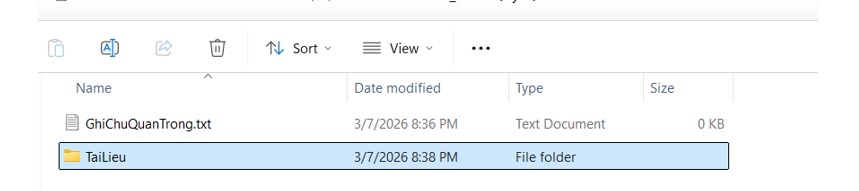 Sort View
Name Date modified Type Size
GhiChuQuanTrong.txt 3/7/2026 8:36 PM Text Document 0 KB
TaiLieu 3/7/2026 8:38 PM File folder